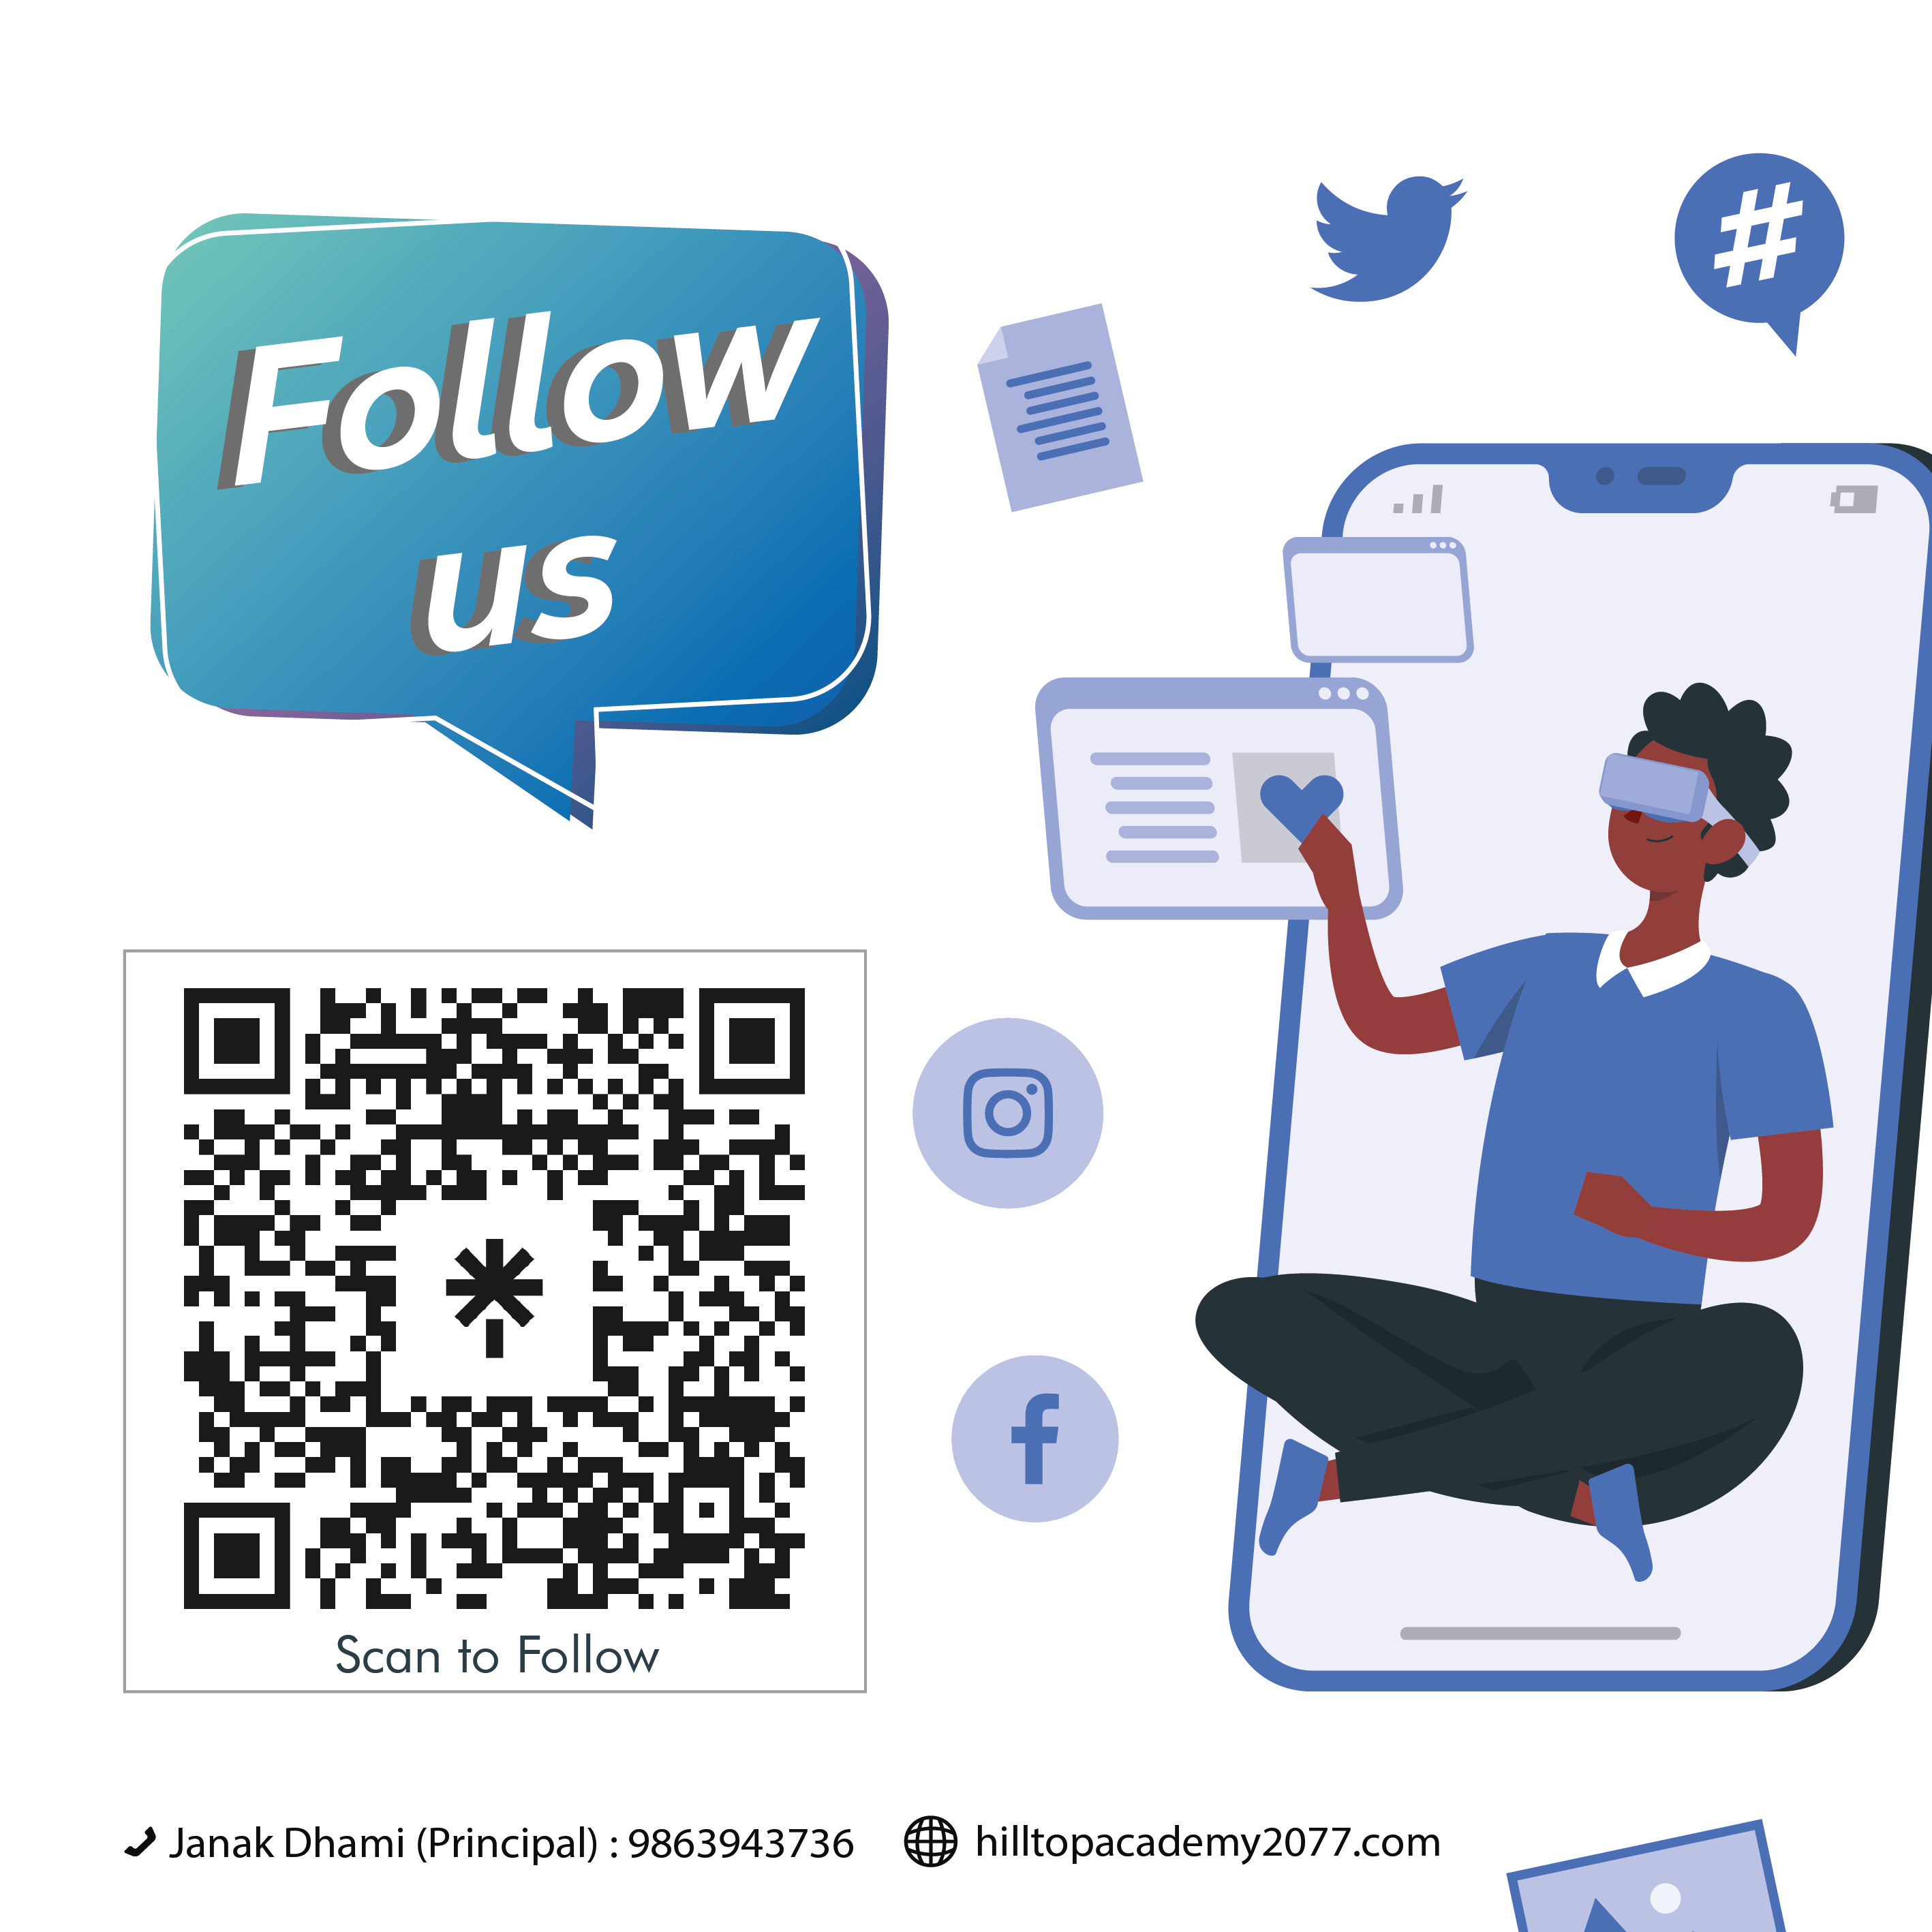 Follow
us
#
Scan to Follow
Janak Dhami (Principal) : 9863943736
hilltopacademy2077.com